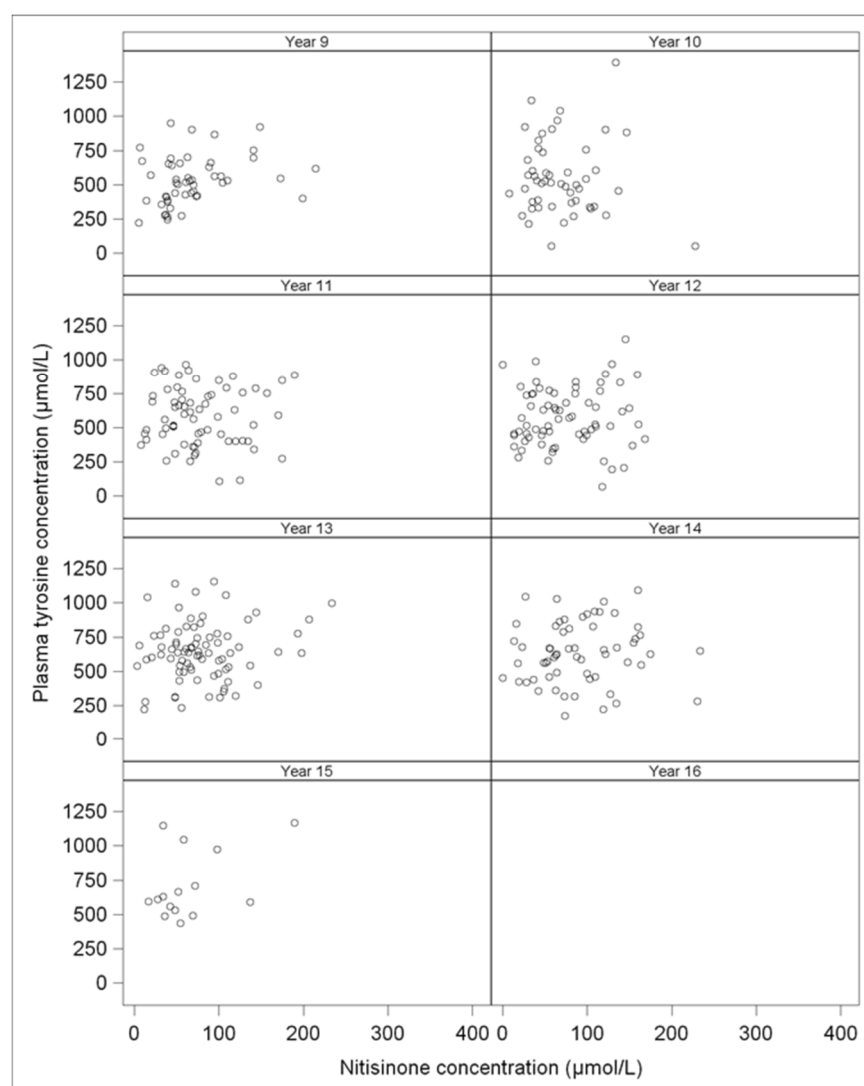 Year 9
Year 10
1250
1000
750
500
250
0
Year 11
Year 12
1250
1000
750
500
250
0
Plasma tyrosine concentration (µmol/L)
Year 13
Year 14
1250
1000
750
500
250
0
Year 15
Year 16
1250
1000
750
500
250
0
0 100 200 300 400 0 100 200 300 400
Nitisinone concentration (µmol/L)